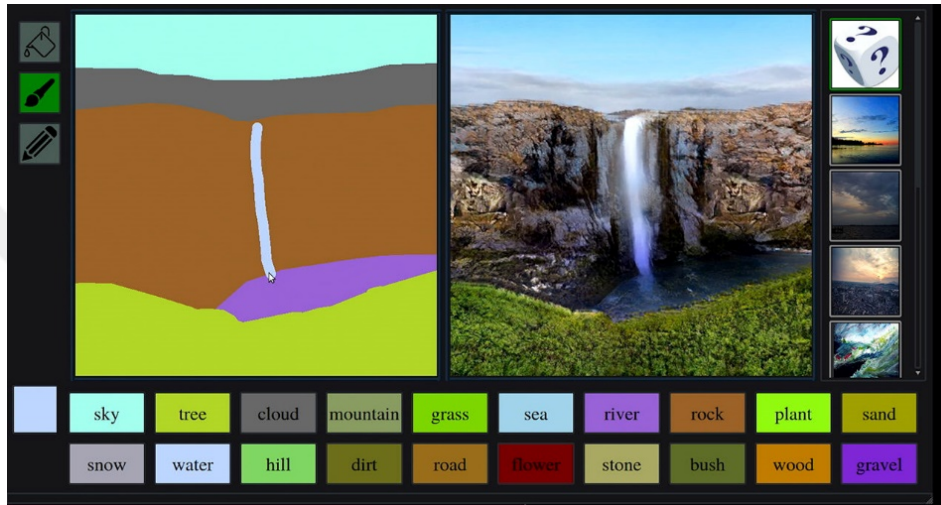 ? ? ?
sky tree cloud mountain grass sea river rock plant sand
snow water hill dirt road flower stone bush wood gravel